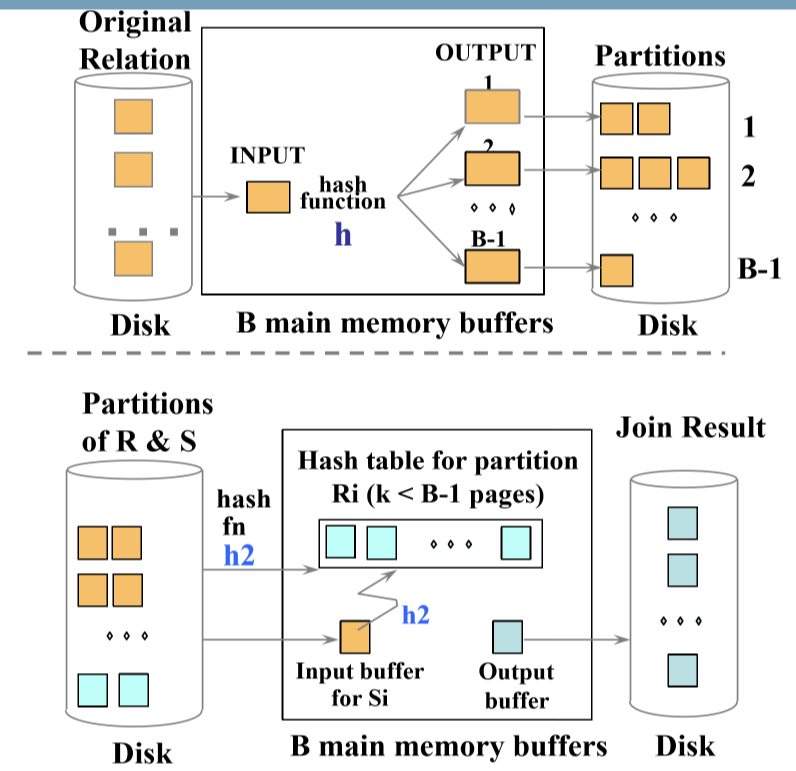 Original
Relation
OUTPUT
Partitions
1
1
INPUT
2
2
hash
function
h
B-1
B-1
Disk
B main memory buffers
Disk
Partitions
of R & S
Join Result
Hash table for partition
Ri (k < B-1 pages)
hash
fn
h2
h2
Input buffer
for Si
Output
buffer
Disk
B main memory buffers
Disk